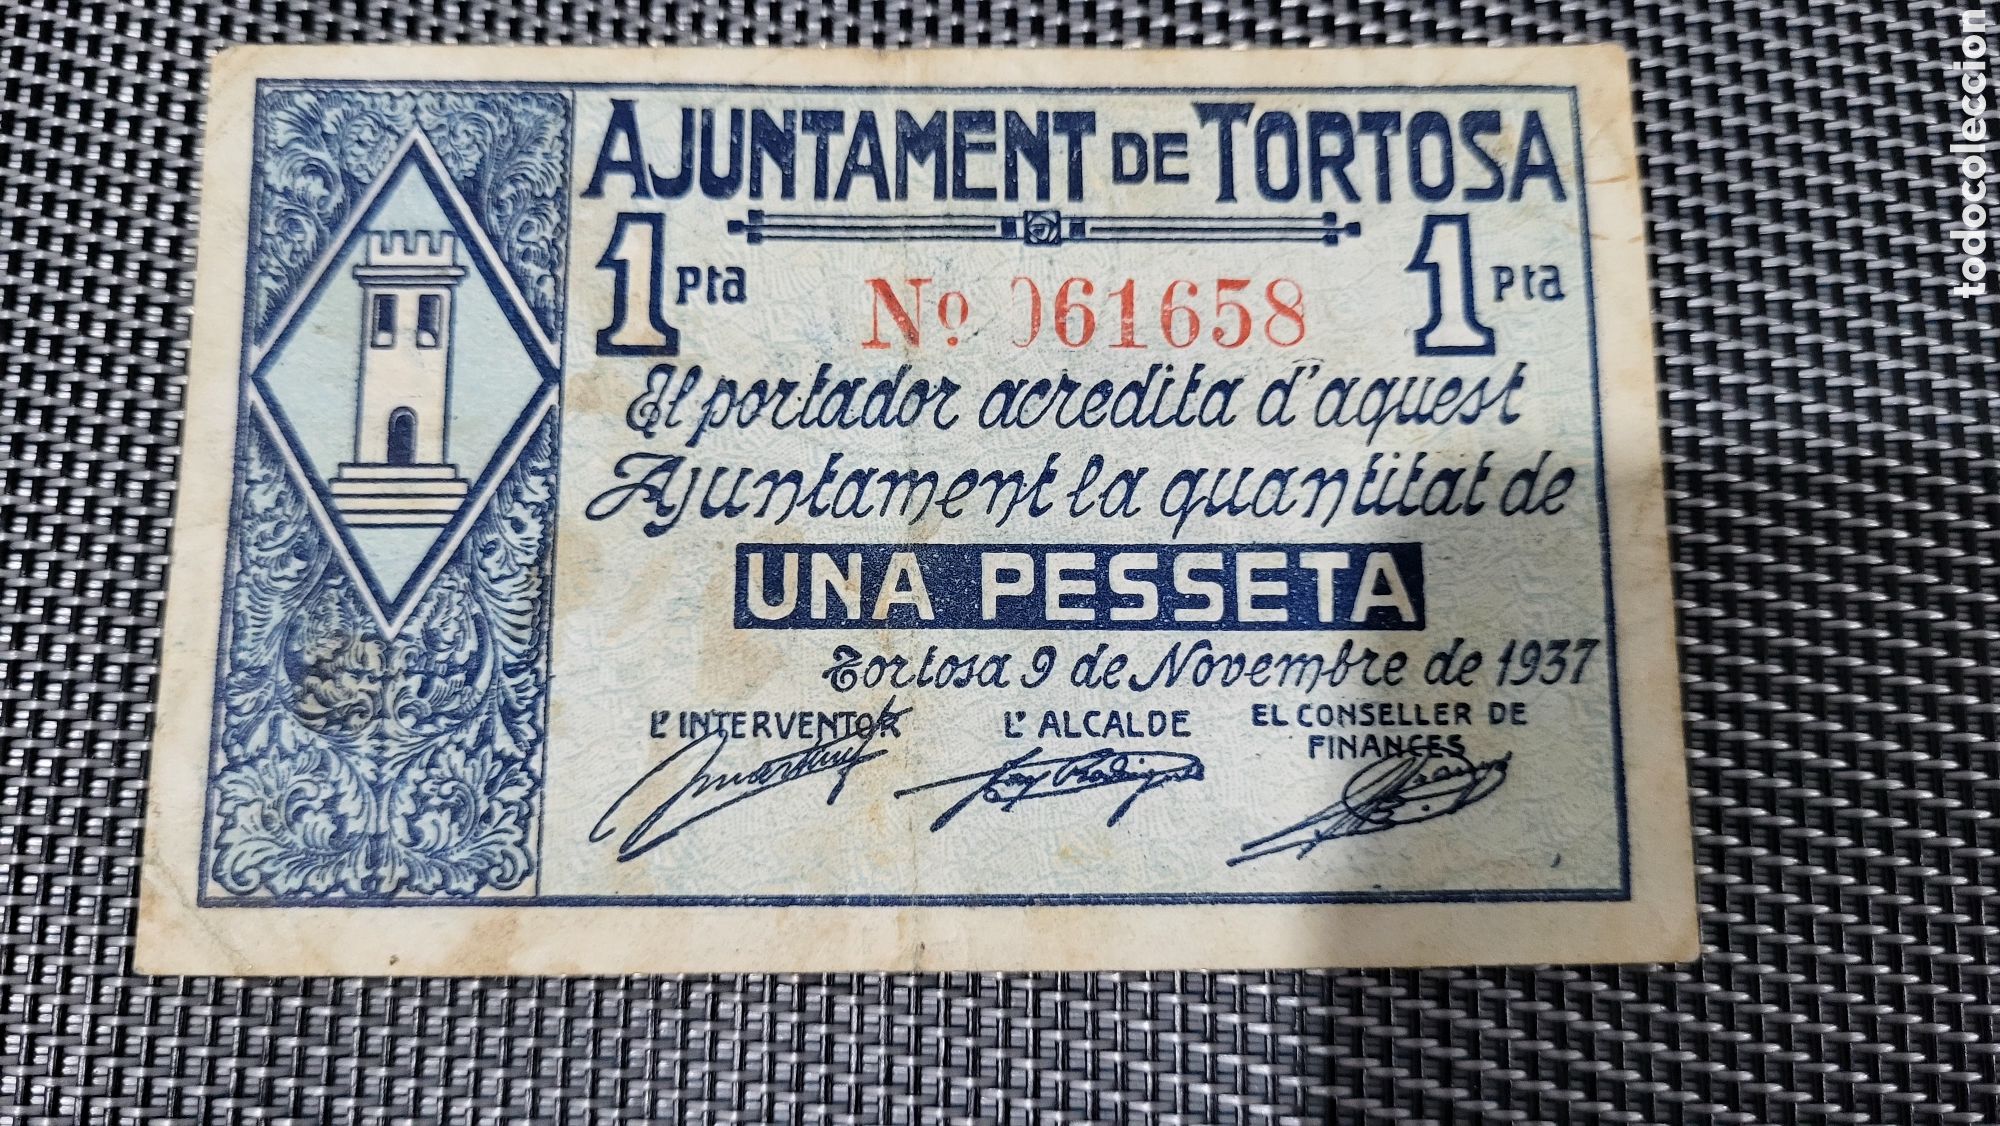 AJUNTAMENT DE TORTOSA
1 Pta
1 Pta
Nº 061658
El portador acredita d'aquest
Ajuntament la quantitat de
UNA PESSETA
Tortosa 9 de Novembre de 1937
L'INTERVENTOR
L'ALCALDE
EL CONSELLER DE
FINANCES
todocoleccion